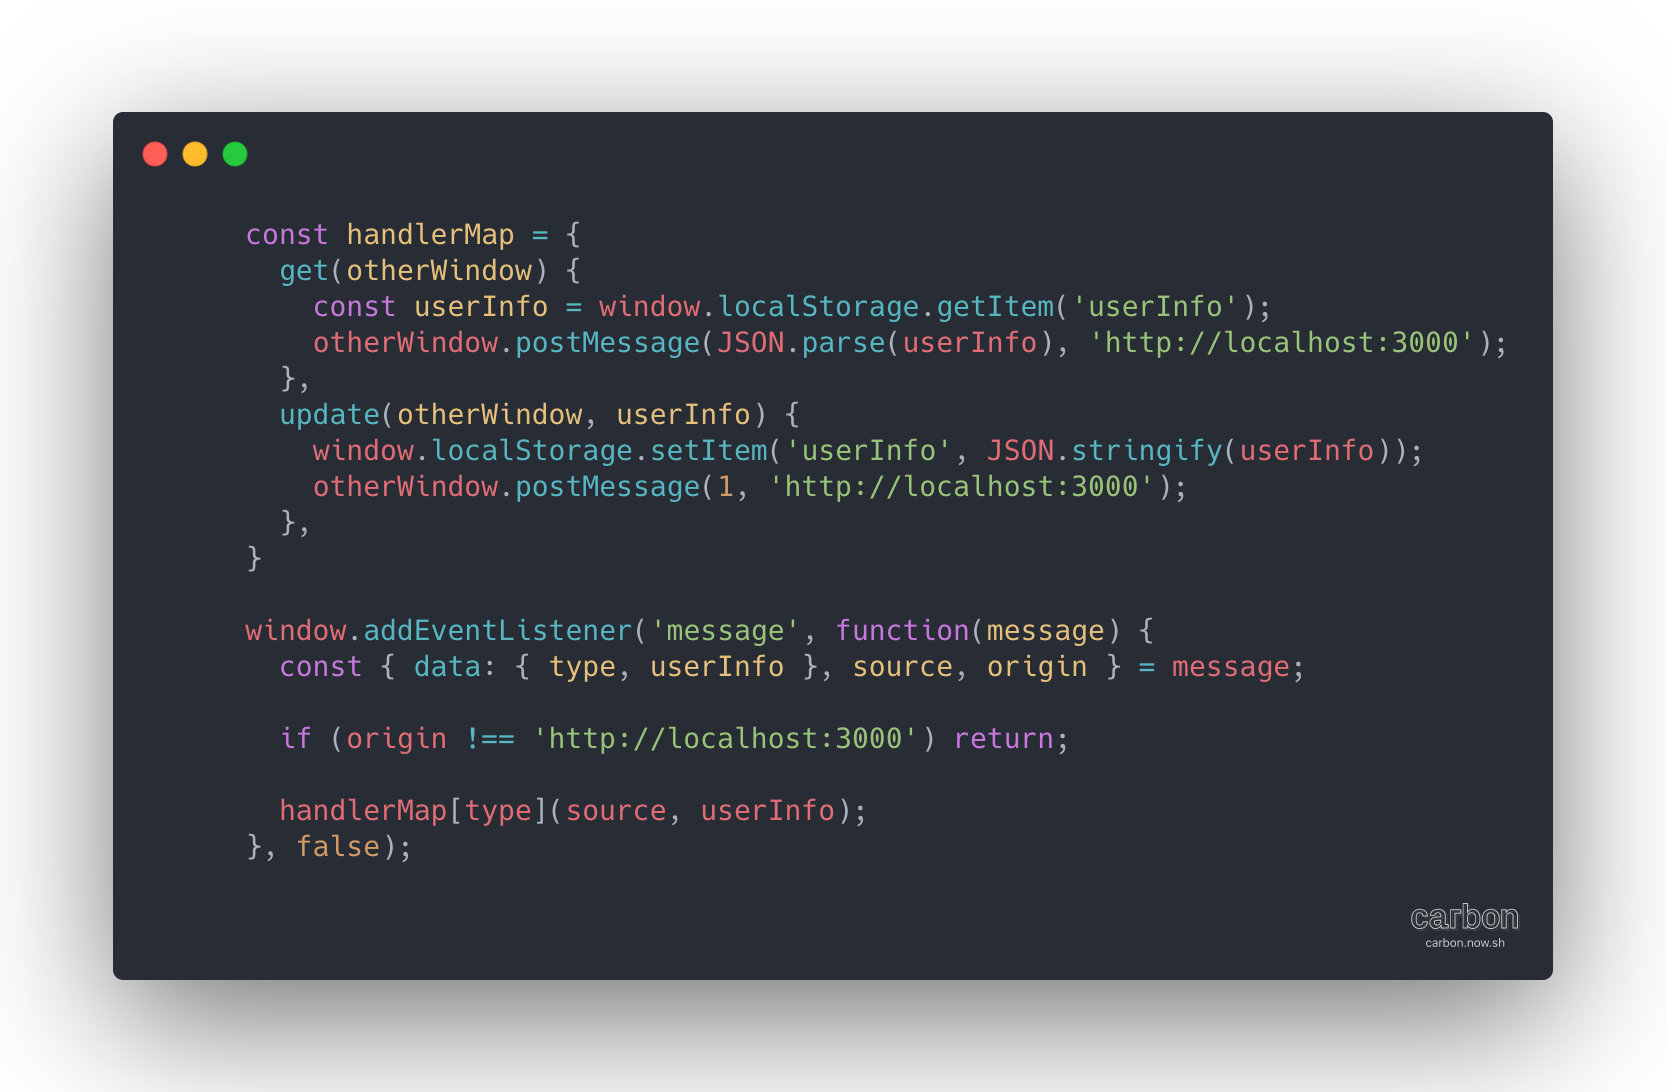 const handlerMap = {
  get(otherWindow) {
    const userInfo = window.localStorage.getItem('userInfo');
    otherWindow.postMessage(JSON.parse(userInfo), 'http://localhost:3000');
  },
  update(otherWindow, userInfo) {
    window.localStorage.setItem('userInfo', JSON.stringify(userInfo));
    otherWindow.postMessage(1, 'http://localhost:3000');
  },
}
window.addEventListener('message', function(message) {
  const { data: { type, userInfo }, source, origin } = message;
  if (origin !== 'http://localhost:3000') return;
  handlerMap[type](source, userInfo);
}, false);
carbon
carbon.now.sh